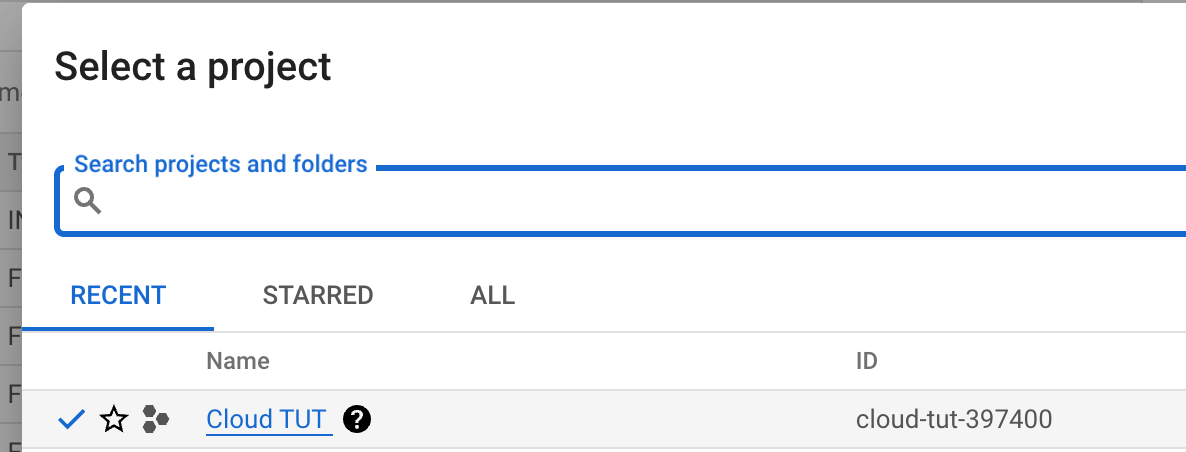 Select a project
Search projects and folders
RECENT STARRED ALL
Name ID
Cloud TUT ? cloud-tut-397400